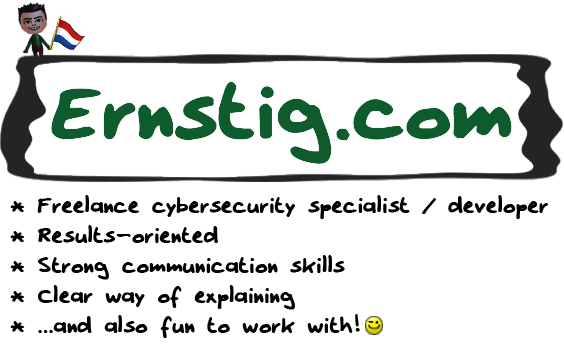 Ernstig.com
* Freelance cybersecurity specialist / developer
* Results-oriented
* Strong communication skills
* Clear way of explaining
* ...and also fun to work with!